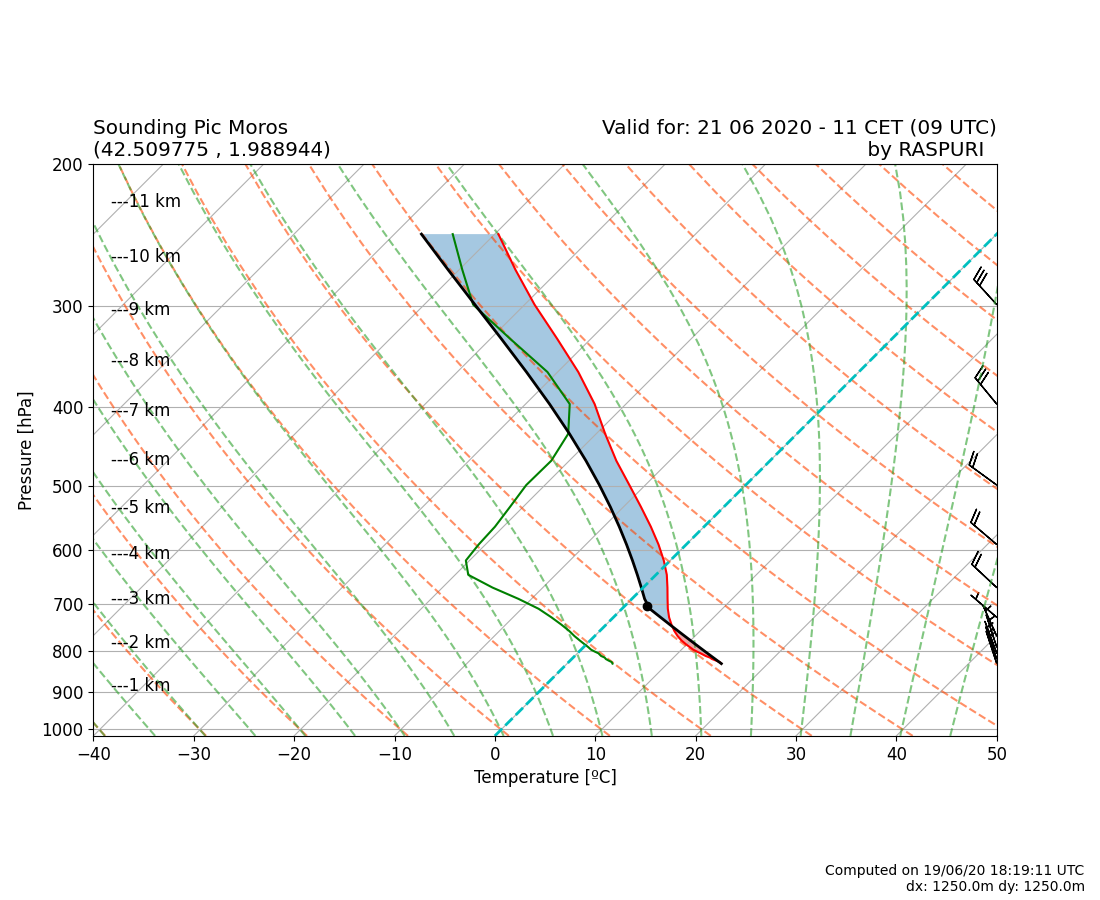 Sounding Pic Moros
(42.509775 , 1.988944)
Valid for: 21 06 2020 - 11 CET (09 UTC)
by RASPURI
200
---11 km
---10 km
300
---9 km
---8 km
400
---7 km
---6 km
500
---5 km
600
---4 km
700
---3 km
---2 km
800
---1 km
900
1000
Pressure [hPa]
−40 −30 −20 −10 0 10 20 30 40 50
Temperature [ºC]
Computed on 19/06/20 18:19:11 UTC
dx: 1250.0m dy: 1250.0m